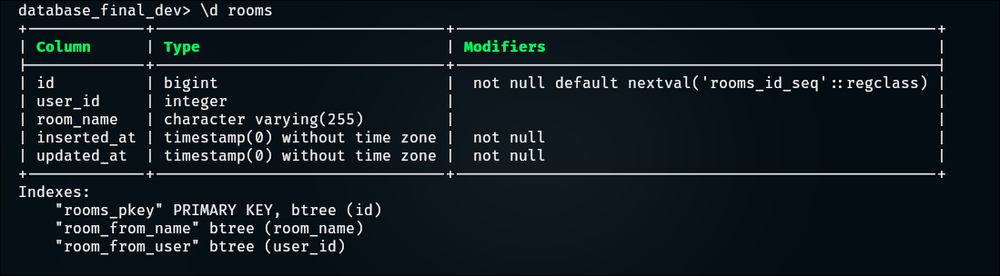 database_final_dev> \d rooms
+-------------+--------------------------------+-----------------------------------------------------+
| Column      | Type                           | Modifiers                                           |
|-------------+--------------------------------+-----------------------------------------------------|
| id          | bigint                         |  not null default nextval('rooms_id_seq'::regclass) |
| user_id     | integer                        |                                                     |
| room_name   | character varying(255)         |                                                     |
| inserted_at | timestamp(0) without time zone |  not null                                           |
| updated_at  | timestamp(0) without time zone |  not null                                           |
+-------------+--------------------------------+-----------------------------------------------------+
Indexes:
    "rooms_pkey" PRIMARY KEY, btree (id)
    "room_from_name" btree (room_name)
    "room_from_user" btree (user_id)